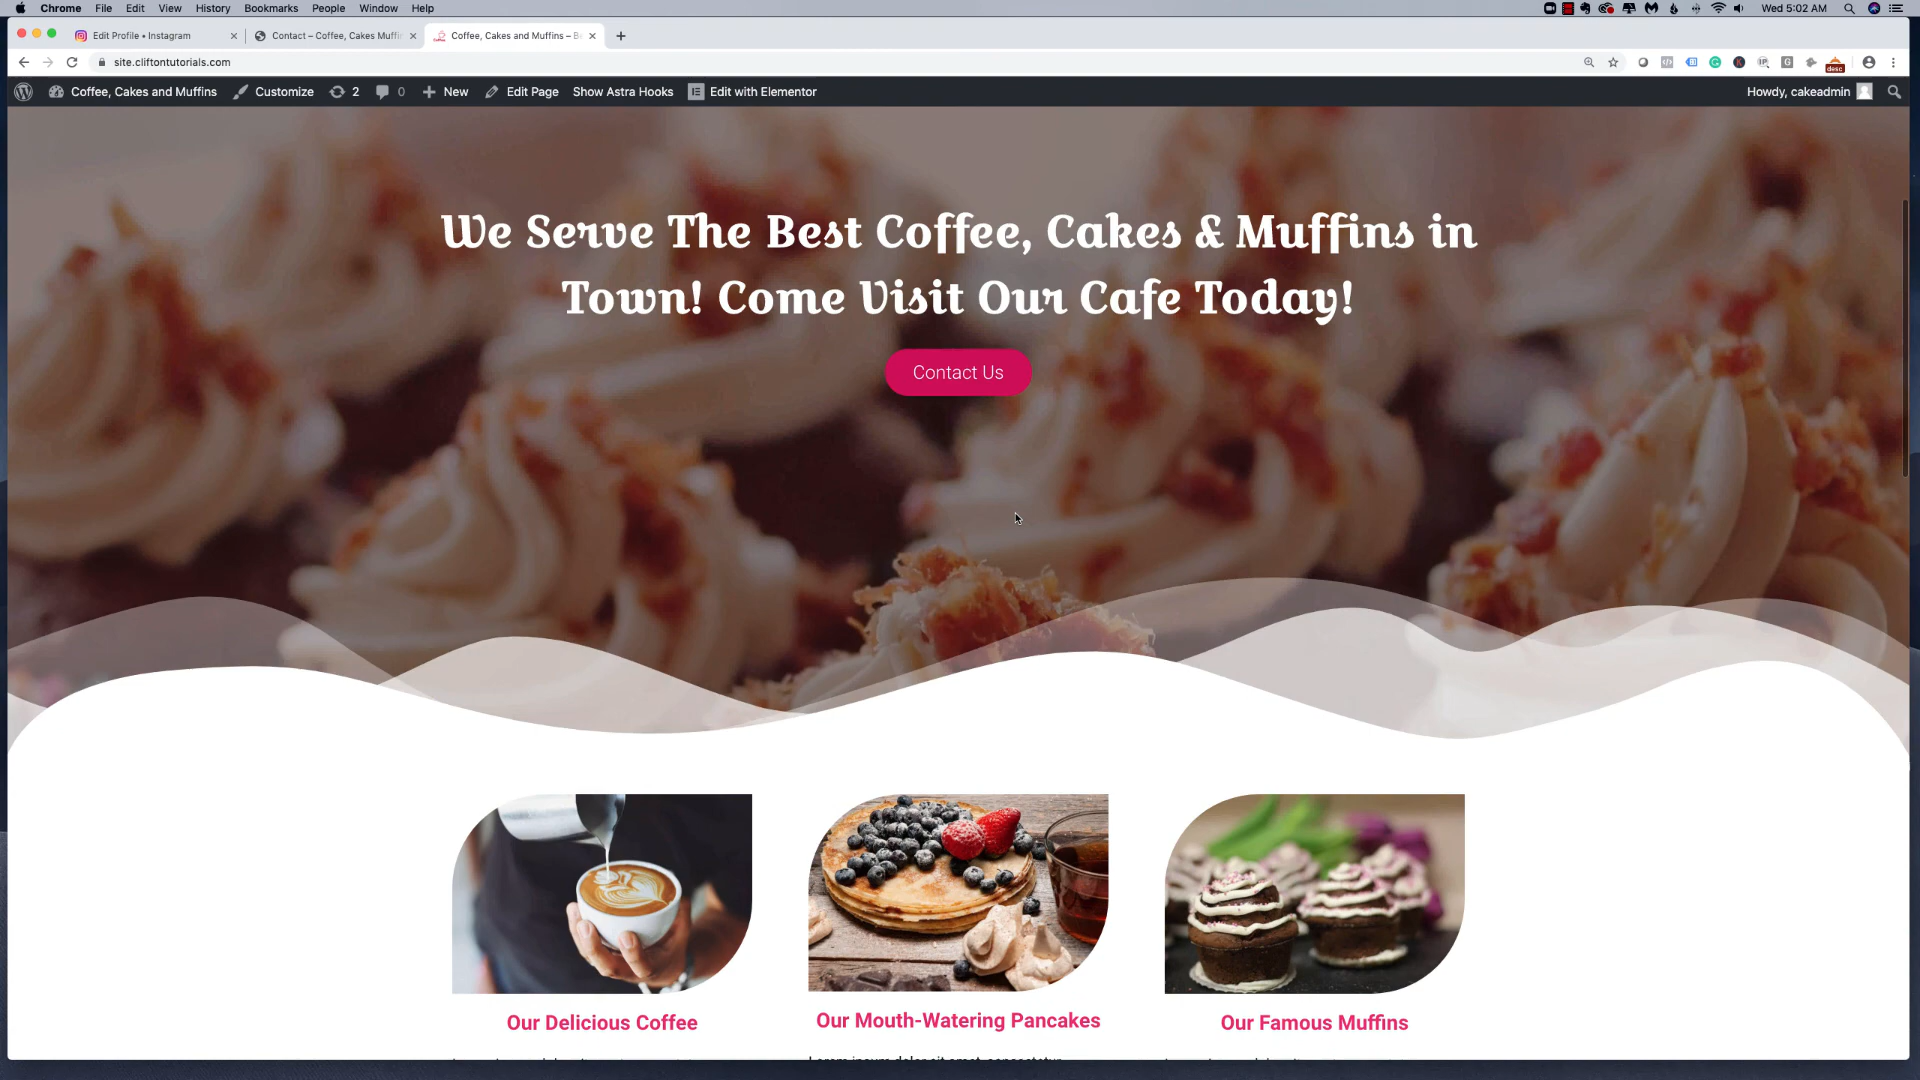 Chrome File Edit View History Bookmarks People Window Help
Wed 5:02 AM
Edit Profile • Instagram
Contact – Coffee, Cakes Muffin
Coffee, Cakes and Muffins – Be
site.cliftontutorials.com
desc
Coffee, Cakes and Muffins Customize 2 0 New Edit Page Show Astra Hooks Edit with Elementor
Howdy, cakeadmin
We Serve The Best Coffee, Cakes & Muffins in
Town! Come Visit Our Cafe Today!
Contact Us
Our Delicious Coffee
Our Mouth-Watering Pancakes
Our Famous Muffins